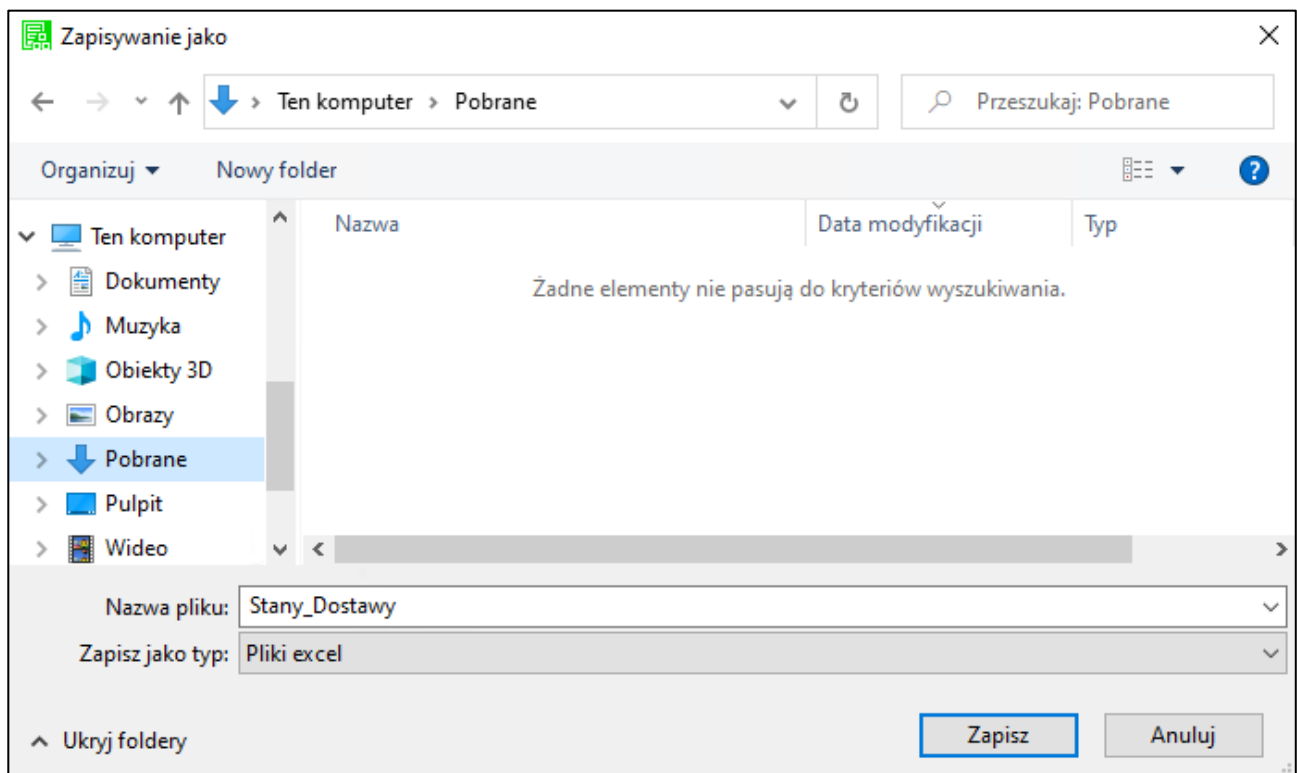 Zapisywanie jako
Ten komputer > Pobrane
Przeszukaj: Pobrane
Organizuj
Nowy folder
Nazwa
Data modyfikacji
Typ
Ten komputer
Dokumenty
Muzyka
Obiekty 3D
Obrazy
Pobrane
Pulpit
Wideo
Żadne elementy nie pasują do kryteriów wyszukiwania.
Nazwa pliku: Stany_Dostawy
Zapisz jako typ: Pliki excel
Ukryj foldery
Zapisz
Anuluj